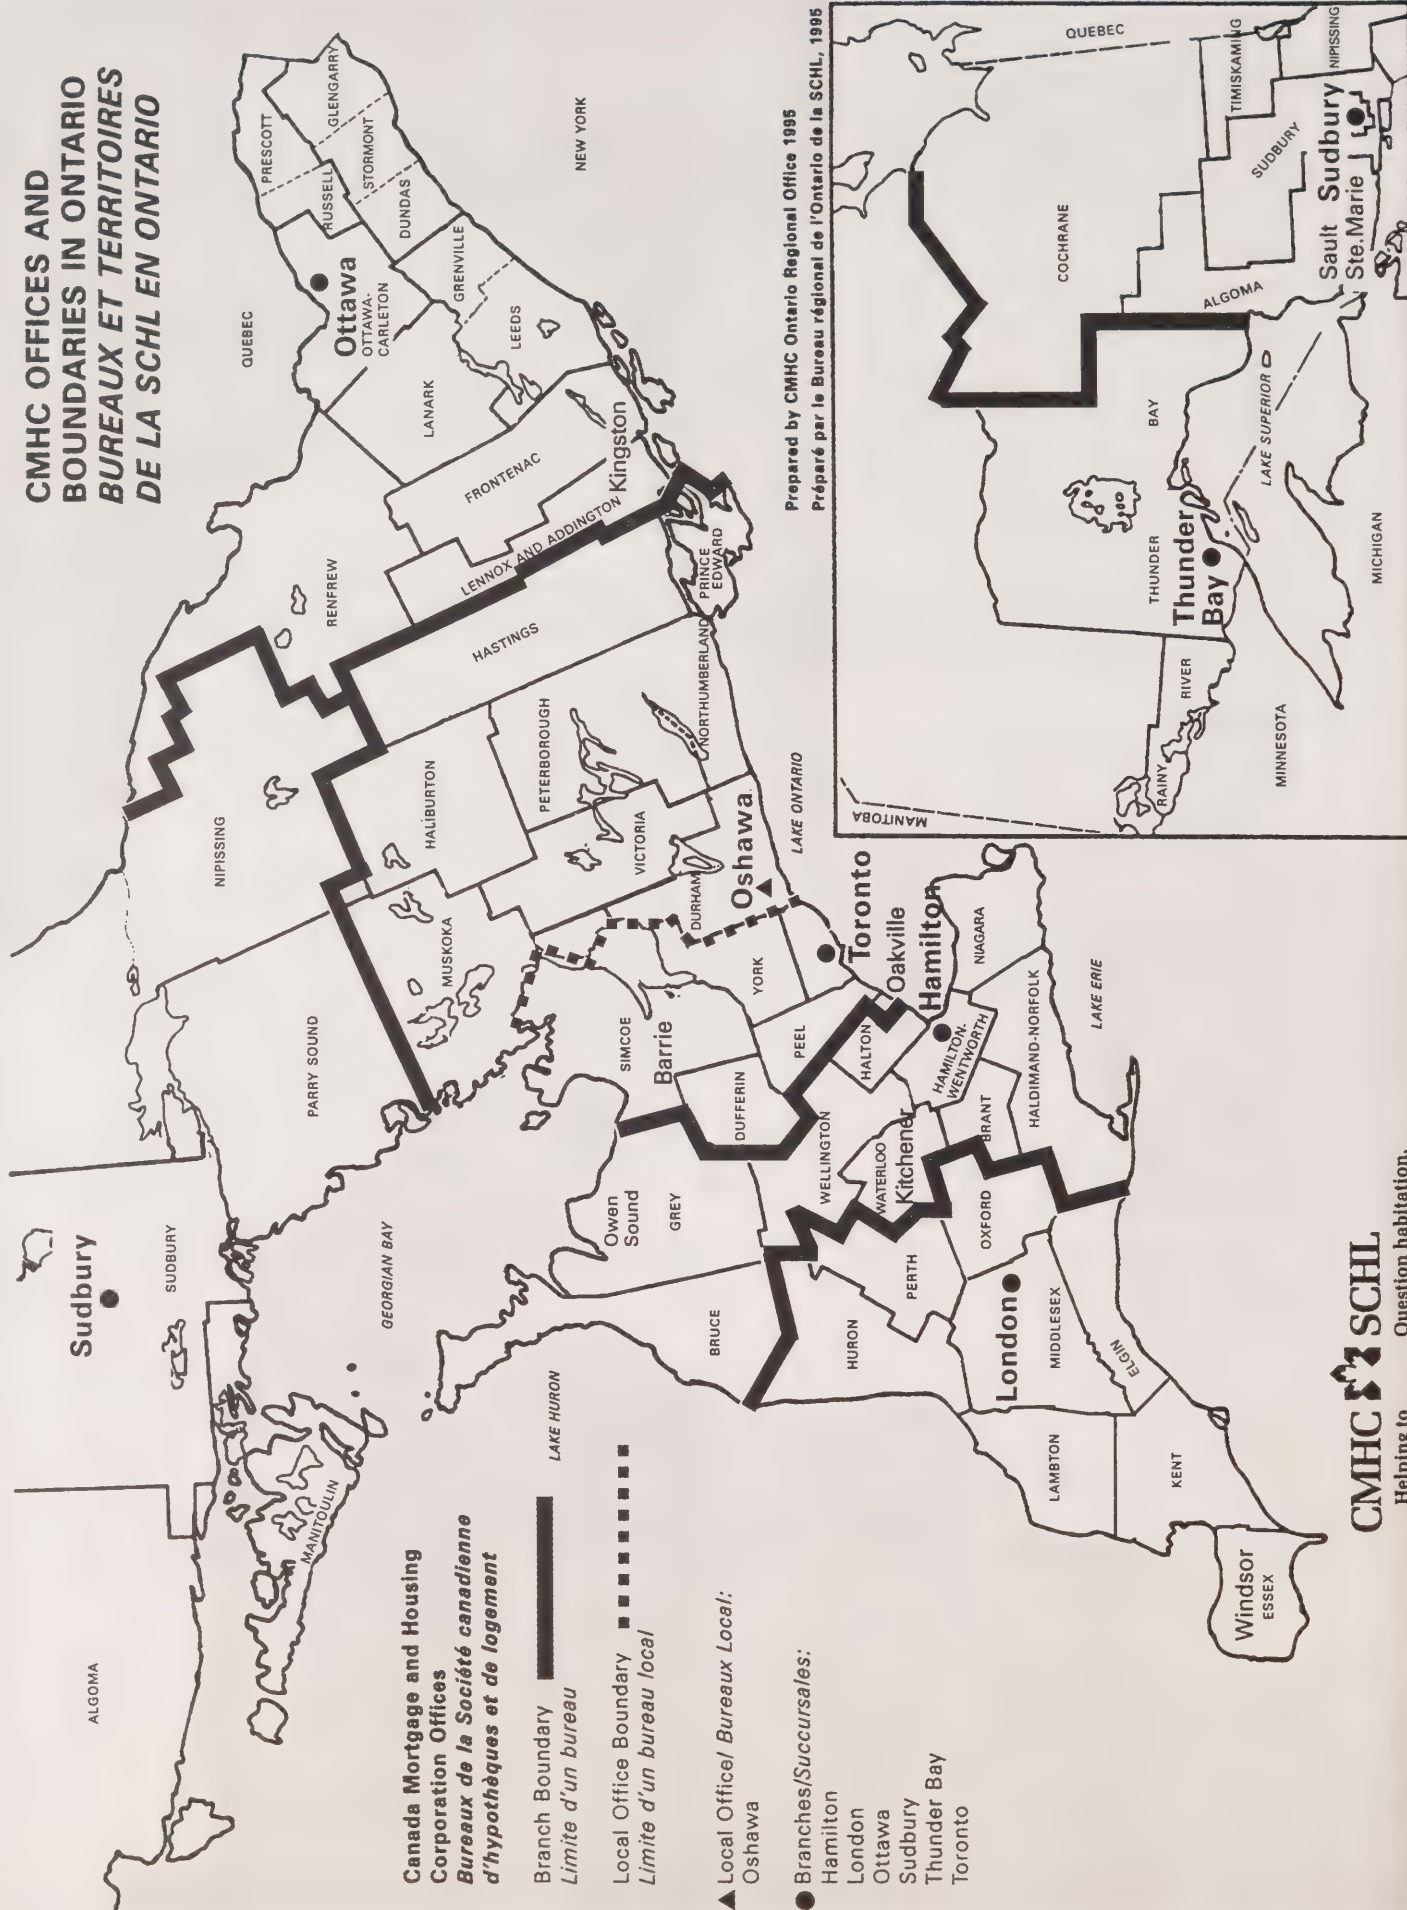 CMHC OFFICES AND
BOUNDARIES IN ONTARIO
BUREAUX ET TERRITOIRES
DE LA SCHL EN ONTARIO
ALGOMA
Sudbury
SUDBURY
MANITOULIN
GEORGIAN BAY
PARRY SOUND
NIPISSING
RENFREW
QUEBEC
PRESCOTT
GLENGARRY
RUSSELL
STORMONT
DUNDAS
Ottawa
OTTAWA-
CARLETON
GRENVILLE
LEEDS
LANARK
FRONTENAC
LENNOX AND ADDINGTON
Kingston
NEW YORK
HASTINGS
PRINCE
EDWARD
NORTHUMBERLAND
PETERBOROUGH
HALIBURTON
VICTORIA
MUSKOKA
DURHAM
Oshawa
LAKE ONTARIO
YORK
Toronto
SIMCOE
Barrie
PEEL
DUFFERIN
HALTON
Oakville
Hamilton
HAMILTON-
WENTWORTH
NIAGARA
HALDIMAND-NORFOLK
LAKE ERIE
BRANT
WELLINGTON
WATERLOO
Kitchener
Owen
Sound
GREY
BRUCE
LAKE HURON
HURON
PERTH
OXFORD
London
MIDDLESEX
ELGIN
LAMBTON
KENT
Windsor
ESSEX
Canada Mortgage and Housing
Corporation Offices
Bureaux de la Société canadienne
d'hypothèques et de logement
Branch Boundary
Limite d'un bureau
Local Office Boundary
Limite d'un bureau local
Local Office/ Bureaux Local:
Oshawa
Branches/Succursales:
Hamilton
London
Ottawa
Sudbury
Thunder Bay
Toronto
Prepared by CMHC Ontario Regional Office 1995
Préparé par le Bureau régional de l'Ontario de la SCHL, 1995
QUEBEC
TIMISKAMING
NIPISSING
COCHRANE
SUDBURY
Sudbury
Sault
Ste.Marie
ALGOMA
THUNDER
BAY
Thunder
Bay
LAKE SUPERIOR
MICHIGAN
RAINY
RIVER
MINNESOTA
MANITOBA
CMHC SCHL
Helping to
Question habitation,